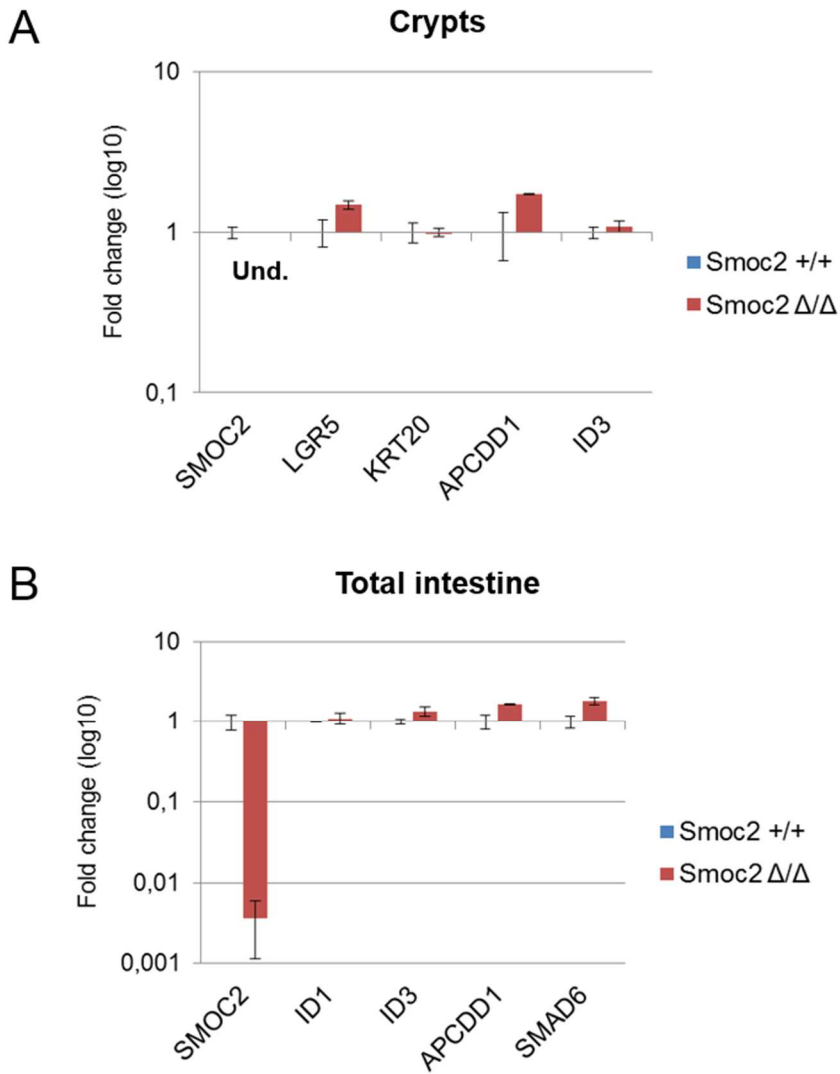 A
Crypts
Fold change (log10)
10
1
0,1
Und.
SMOC2
LGR5
KRT20
APCDD1
ID3
Smoc2 +/+
Smoc2 Δ/Δ
B
Total intestine
Fold change (log10)
10
1
0,1
0,01
0,001
SMOC2
ID1
ID3
APCDD1
SMAD6
Smoc2 +/+
Smoc2 Δ/Δ